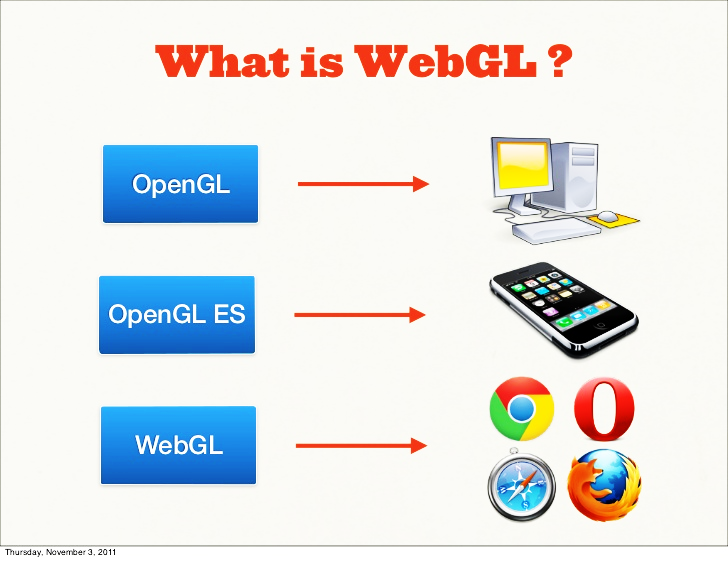 What is WebGL ?
OpenGL
OpenGL ES
WebGL
Thursday, November 3, 2011